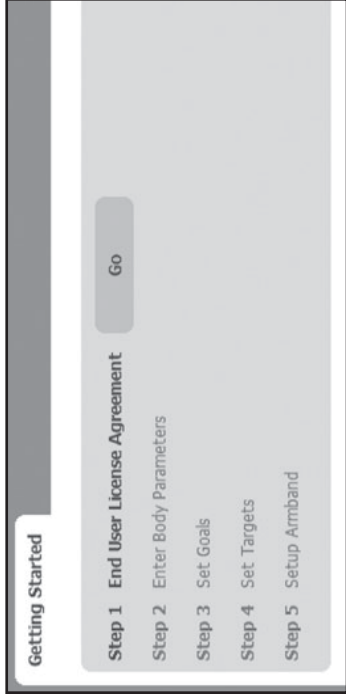 Getting Started
Step 1 End User License Agreement Go
Step 2 Enter Body Parameters
Step 3 Set Goals
Step 4 Set Targets
Step 5 Setup Armband